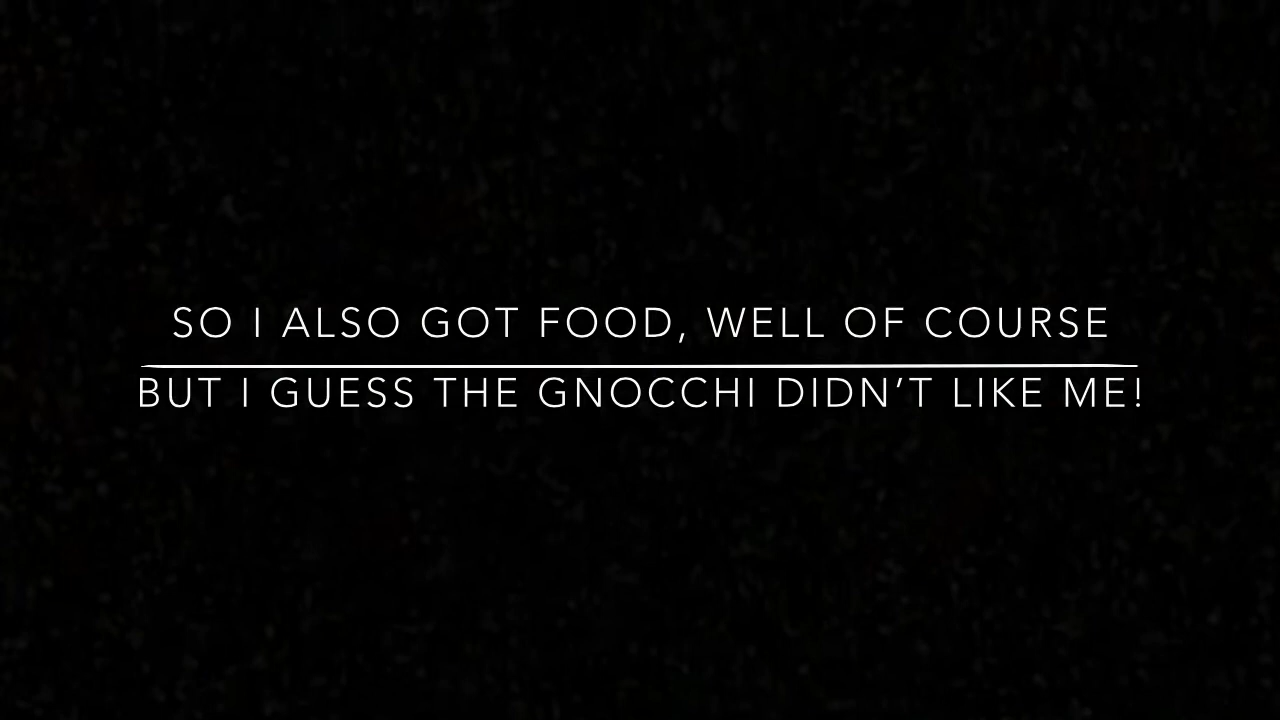 SO I ALSO GOT FOOD, WELL OF COURSE
BUT I GUESS THE GNOCCHI DIDN’T LIKE ME!